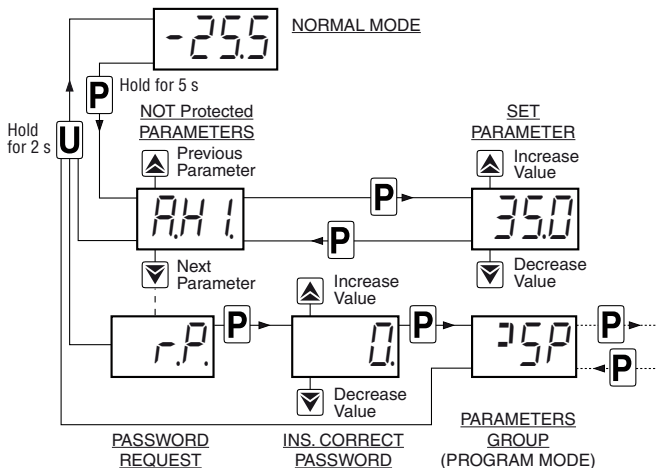 -25.5
NORMAL MODE
P
Hold for 5 s
Hold
for 2 s
U
NOT Protected
PARAMETERS
SET
PARAMETER
Previous
Parameter
Increase
Value
A.H1.
P
P
35.0
Next
Parameter
Decrease
Value
Increase
Value
r.P.
P
0.
P
P
Decrease
Value
PASSWORD
REQUEST
INS. CORRECT
PASSWORD
PARAMETERS
GROUP
(PROGRAM MODE)